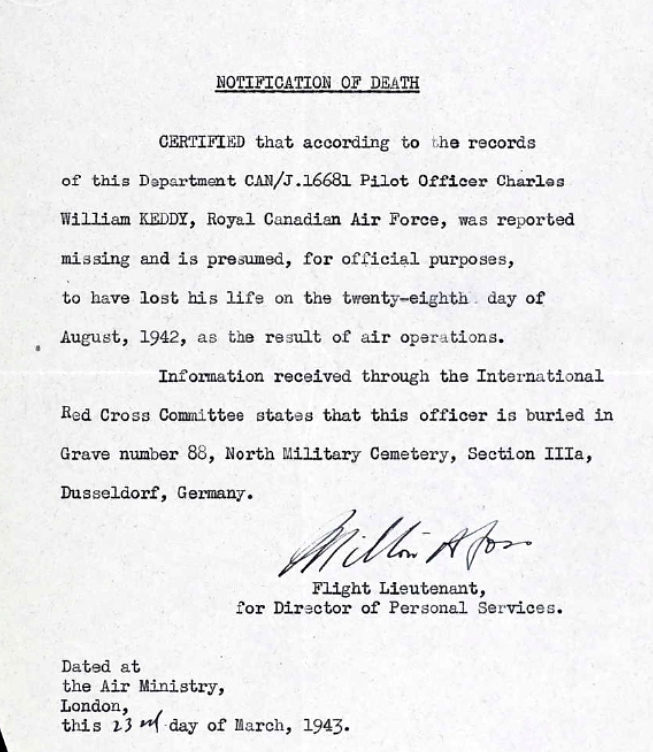 NOTIFICATION OF DEATH
CERTIFIED that according to the records
of this Department CAN/J.16681 Pilot Officer Charles
William KEDDY, Royal Canadian Air Force, was reported
missing and is presumed, for official purposes,
to have lost his life on the twenty-eighth day of
August, 1942, as the result of air operations.
Information received through the International
Red Cross Committee states that this officer is buried in
Grave number 88, North Military Cemetery, Section IIIa,
Dusseldorf, Germany.
Flight Lieutenant,
for Director of Personal Services.
Dated at
the Air Ministry,
London,
this 23rd day of March, 1943.